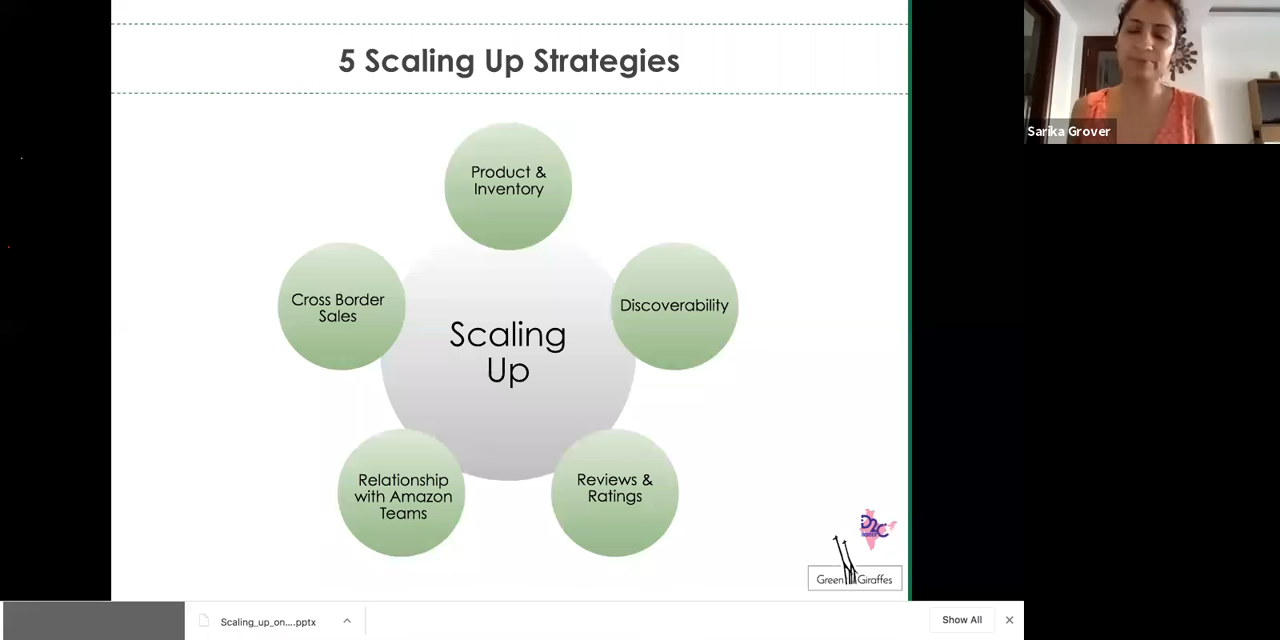 5 Scaling Up Strategies
Sarika Grover
Product &
Inventory
Cross Border
Sales
Discoverability
Scaling
Up
Relationship
with Amazon
Teams
Reviews &
Ratings
D2C
Green Giraffes
Scaling_up_on....pptx
Show All